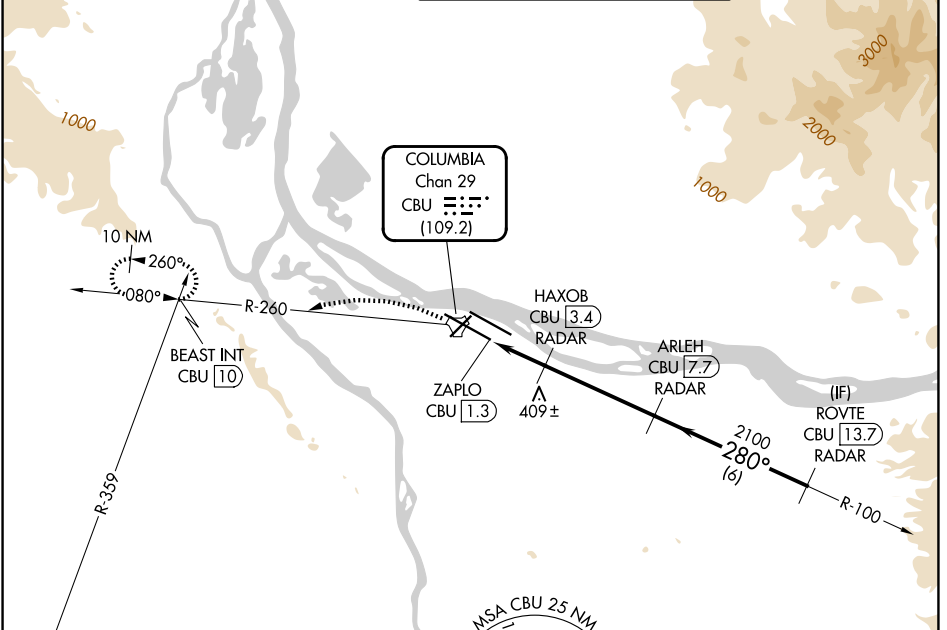 3000
1000
2000
1000
COLUMBIA
Chan 29
CBU
(109.2)
10 NM
260°
080°
R-260
HAXOB
CBU 3.4
RADAR
BEAST INT
CBU 10
ARLEH
CBU 7.7
RADAR
ZAPLO
CBU 1.3
409±
(IF)
ROVTE
CBU 13.7
RADAR
2100
280°
(6)
R-100
R-359
MSA CBU 25 NM